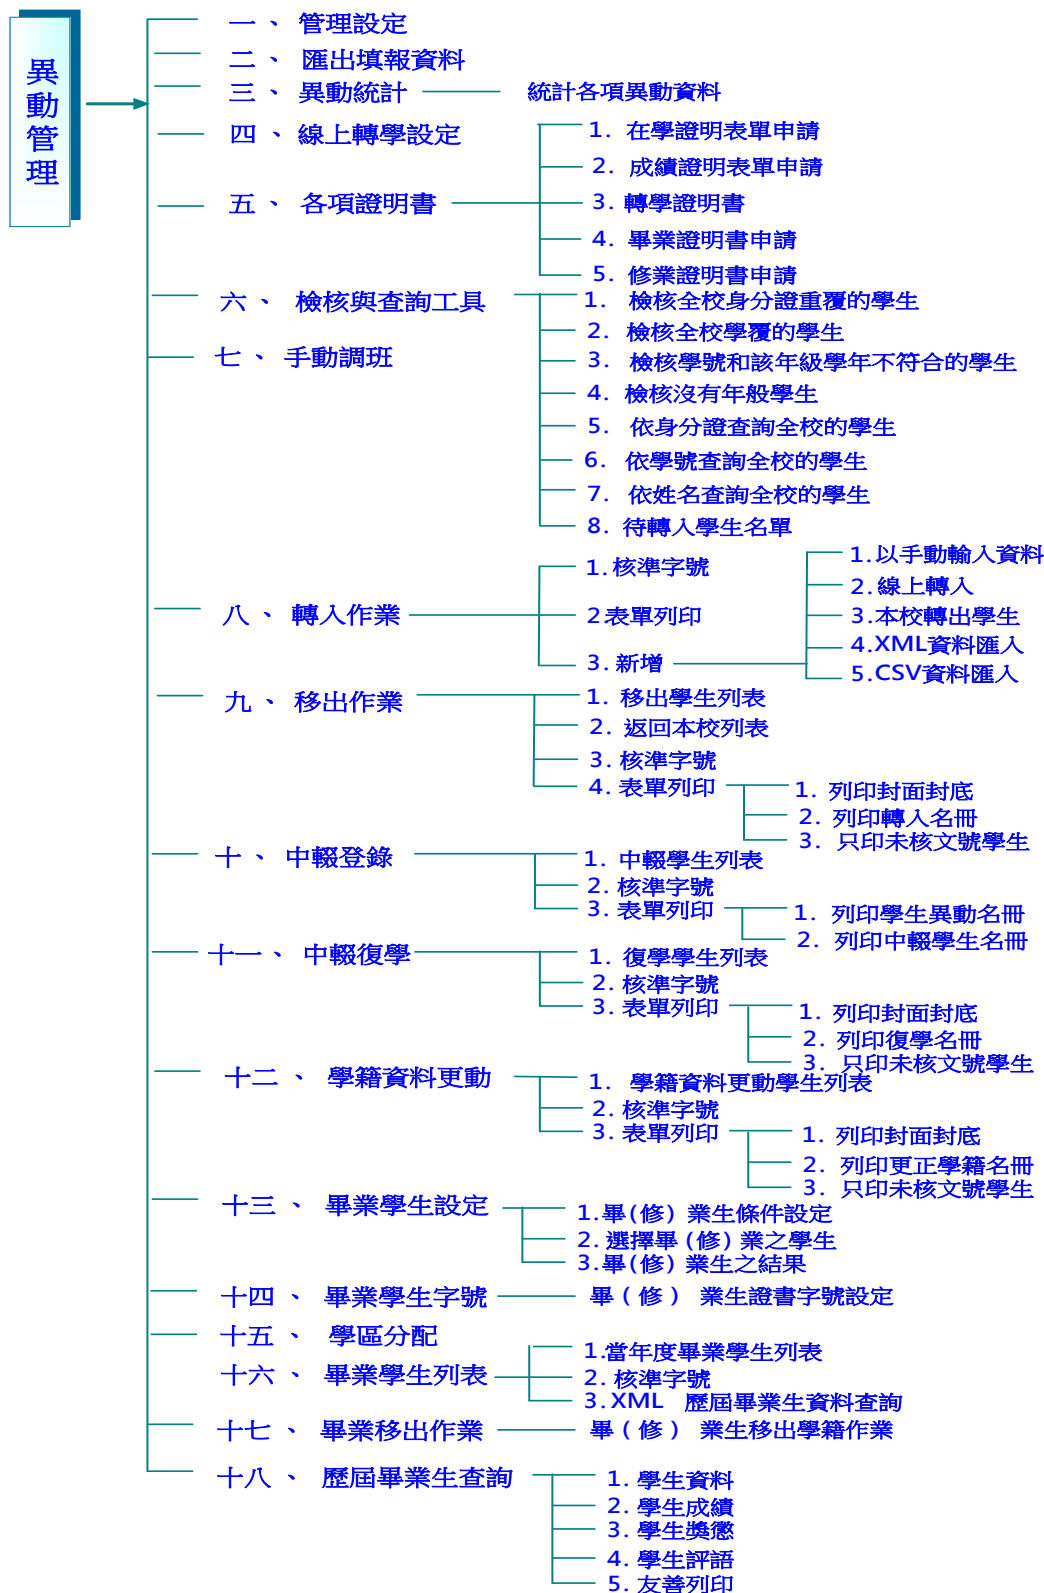 異動管理
一、管理設定
二、匯出填報資料
三、異動統計
統計各項異動資料
四、線上轉學設定
五、各項證明書
1. 在學證明表單申請
2. 成績證明表單申請
3. 轉學證明書
4. 畢業證明書申請
5. 修業證明書申請
六、檢核與查詢工具
1. 檢核全校身分證重覆的學生
2. 檢核全校學覆的學生
3. 檢核學號和該年級學年不符合的學生
4. 檢核沒有年般學生
5. 依身分證查詢全校的學生
6. 依學號查詢全校的學生
7. 依姓名查詢全校的學生
8. 待轉入學生名單
七、手動調班
八、轉入作業
1.核準字號
2.表單列印
3.新增
1.以手動輸入資料
2.線上轉入
3.本校轉出學生
4.XML資料匯入
5.CSV資料匯入
九、移出作業
1. 移出學生列表
2. 返回本校列表
3. 核準字號
4. 表單列印
1. 列印封面封底
2. 列印轉入名冊
3. 只印未核文號學生
十、中輟登錄
1. 中輟學生列表
2. 核準字號
3. 表單列印
1. 列印學生異動名冊
2. 列印中輟學生名冊
十一、中輟復學
1. 復學學生列表
2. 核準字號
3. 表單列印
1. 列印封面封底
2. 列印復學名冊
3. 只印未核文號學生
十二、學籍資料更動
1. 學籍資料更動學生列表
2. 核準字號
3. 表單列印
1. 列印封面封底
2. 列印更正學籍名冊
3. 只印未核文號學生
十三、畢業學生設定
1.畢(修)業生條件設定
2.選擇畢(修)業之學生
3.畢(修)業生之結果
十四、畢業學生字號
畢(修) 業生證書字號設定
十五、學區分配
十六、畢業學生列表
1.當年度畢業學生列表
2. 核準字號
3.XML 歷屆畢業生資料查詢
十七、畢業移出作業
畢(修) 業生移出學籍作業
十八、歷屆畢業生查詢
1. 學生資料
2. 學生成績
3. 學生獎懲
4. 學生評語
5. 友善列印